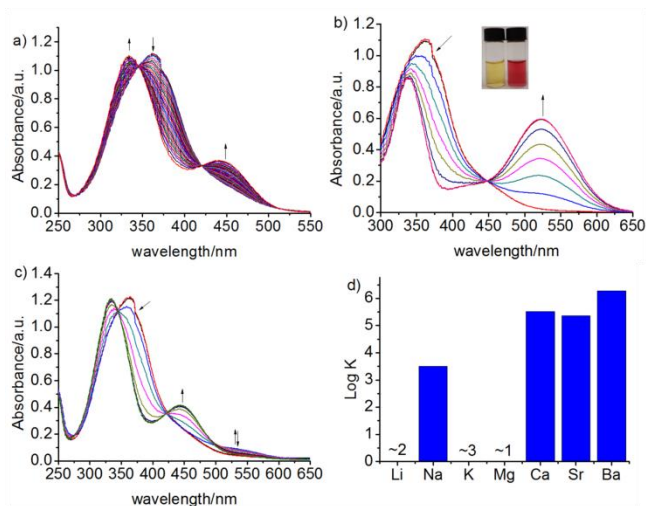 a)
Absorbance/a.u.
1.2
1.0
0.8
0.6
0.4
0.2
0.0
250 300 350 400 450 500 550
wavelength/nm
b)
Absorbance/a.u.
1.2
1.0
0.8
0.6
0.4
0.2
0.0
300 350 400 450 500 550 600 650
wavelength/nm
c)
Absorbance/a.u.
1.4
1.2
1.0
0.8
0.6
0.4
0.2
0.0
250 300 350 400 450 500 550 600 650
wavelength/nm
d)
Log K
7
6
5
4
3
2
1
0
~2 ~3 ~1
Li Na K Mg Ca Sr Ba